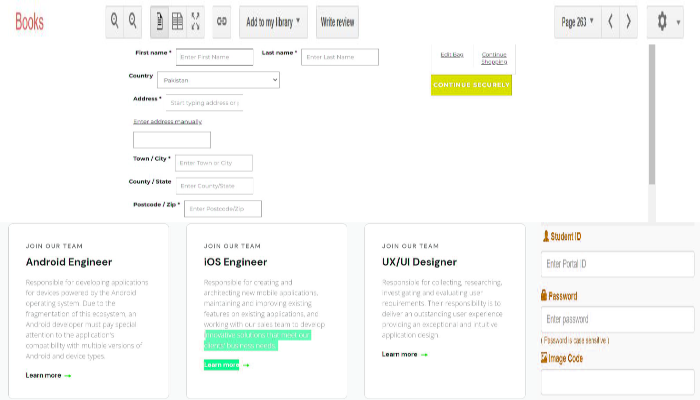 Books
Add to my library
Write review
Page 263
First name *
Enter First Name
Last name *
Enter Last Name
Country
Pakistan
Address *
Start typing address or p
Enter address manually
Town / City *
Enter Town or City
County / State
Enter County/State
Postcode / Zip *
Enter Postcode/Zip
Edit Bag
Continue
Shopping
CONTINUE SECURELY
JOIN OUR TEAM
Android Engineer
Responsible for developing applications
for devices powered by the Android
operating system. Due to the
fragmentation of this ecosystem, an
Android developer must pay special
attention to the application's
compatibility with multiple versions of
Android and device types.
Learn more →
JOIN OUR TEAM
iOS Engineer
Responsible for creating and
architecting new mobile applications,
maintaining and improving existing
features on existing applications, and
working with our sales team to develop
innovative solutions that meet our
clients' business needs.
Learn more →
JOIN OUR TEAM
UX/UI Designer
Responsible for collecting, researching,
investigating and evaluating user
requirements. Their responsibility is to
deliver an outstanding user experience
providing an exceptional and intuitive
application design.
Learn more →
Student ID
Enter Portal ID
Password
Enter password
( Password is case sensitive )
Image Code